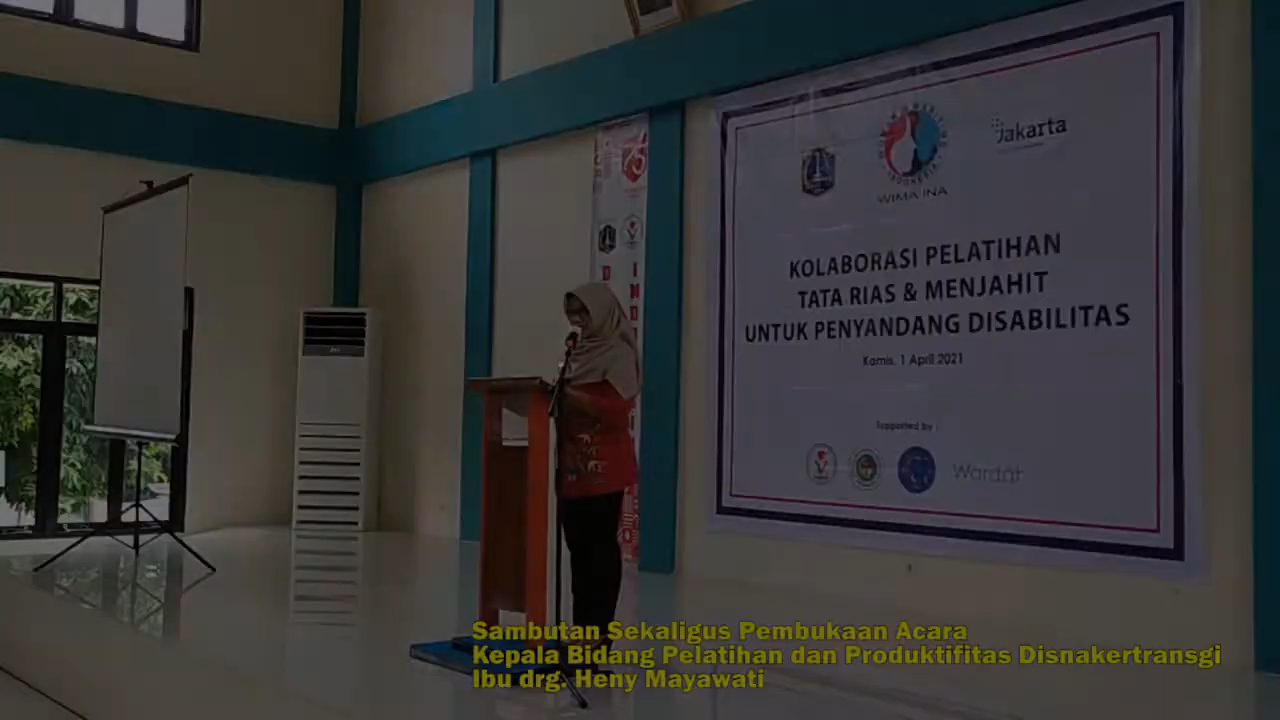 WIMA INA
Jakarta
KOLABORASI PELATIHAN
TATA RIAS & MENJAHIT
UNTUK PENYANDANG DISABILITAS
Kamis, 1 April 2021
Supported by :
Wardah
Sambutan Sekaligus Pembukaan Acara
Kepala Bidang Pelatihan dan Produktifitas Disnakertransgi
Ibu drg. Heny Mayawati